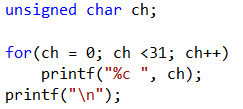 unsigned char ch;
for(ch = 0; ch <31; ch++)
printf("%c ", ch);
printf("\n");